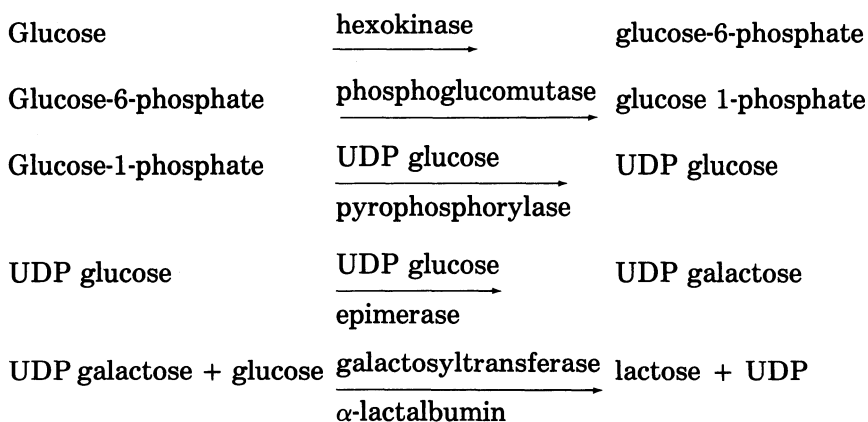 Glucose hexokinase glucose-6-phosphate
Glucose-6-phosphate phosphoglucomutase glucose 1-phosphate
Glucose-1-phosphate UDP glucose UDP glucose
pyrophosphorylase
UDP glucose UDP glucose UDP galactose
epimerase
UDP galactose + glucose galactosyltransferase lactose + UDP
α-lactalbumin